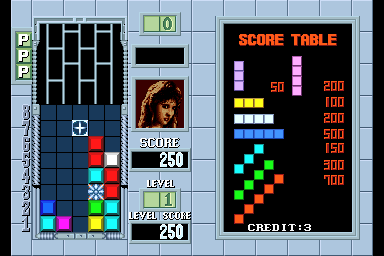 P
P
P
0
SCORE
250
LEVEL
1
LEVEL SCORE
250
SCORE TABLE
50 200
100
200
500
150
300
700
CREDIT:3